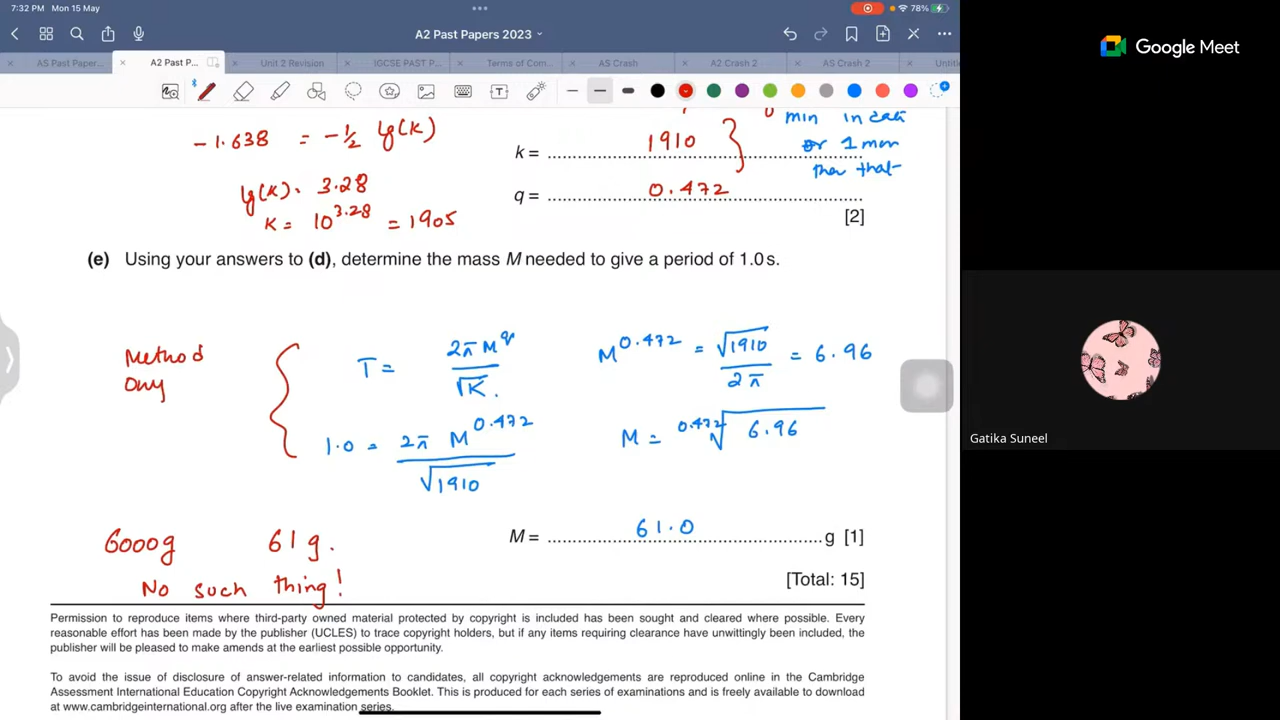 7:32 PM Mon 15 May
78%
A2 Past Papers 2023
AS Past Paper...
A2 Past P...
Unit 2 Revision
IGCSE PAST P...
Terms of Com...
AS Crash
A2 Crash 2
AS Crash 2
Untitl
Google Meet
min in calc
or 1 mon
then that
-1.638 = -1/2 lg(k)
k = 1910
lg(k). 3.28
q = 0.472
K = 10^3.28 = 1905
[2]
(e) Using your answers to (d), determine the mass M needed to give a period of 1.0 s.
Method
Only
T = 2π M^q / √K.
M^0.472 = √1910 / 2π = 6.96
1.0 = 2π M^0.472 / √1910
M = 0.472√6.96
M = 61.0 g [1]
6000g 61g.
No such thing!
[Total: 15]
Gatika Suneel
Permission to reproduce items where third-party owned material protected by copyright is included has been sought and cleared where possible. Every
reasonable effort has been made by the publisher (UCLES) to trace copyright holders, but if any items requiring clearance have unwittingly been included, the
publisher will be pleased to make amends at the earliest possible opportunity.
To avoid the issue of disclosure of answer-related information to candidates, all copyright acknowledgements are reproduced online in the Cambridge
Assessment International Education Copyright Acknowledgements Booklet. This is produced for each series of examinations and is freely available to download
at www.cambridgeinternational.org after the live examination series.